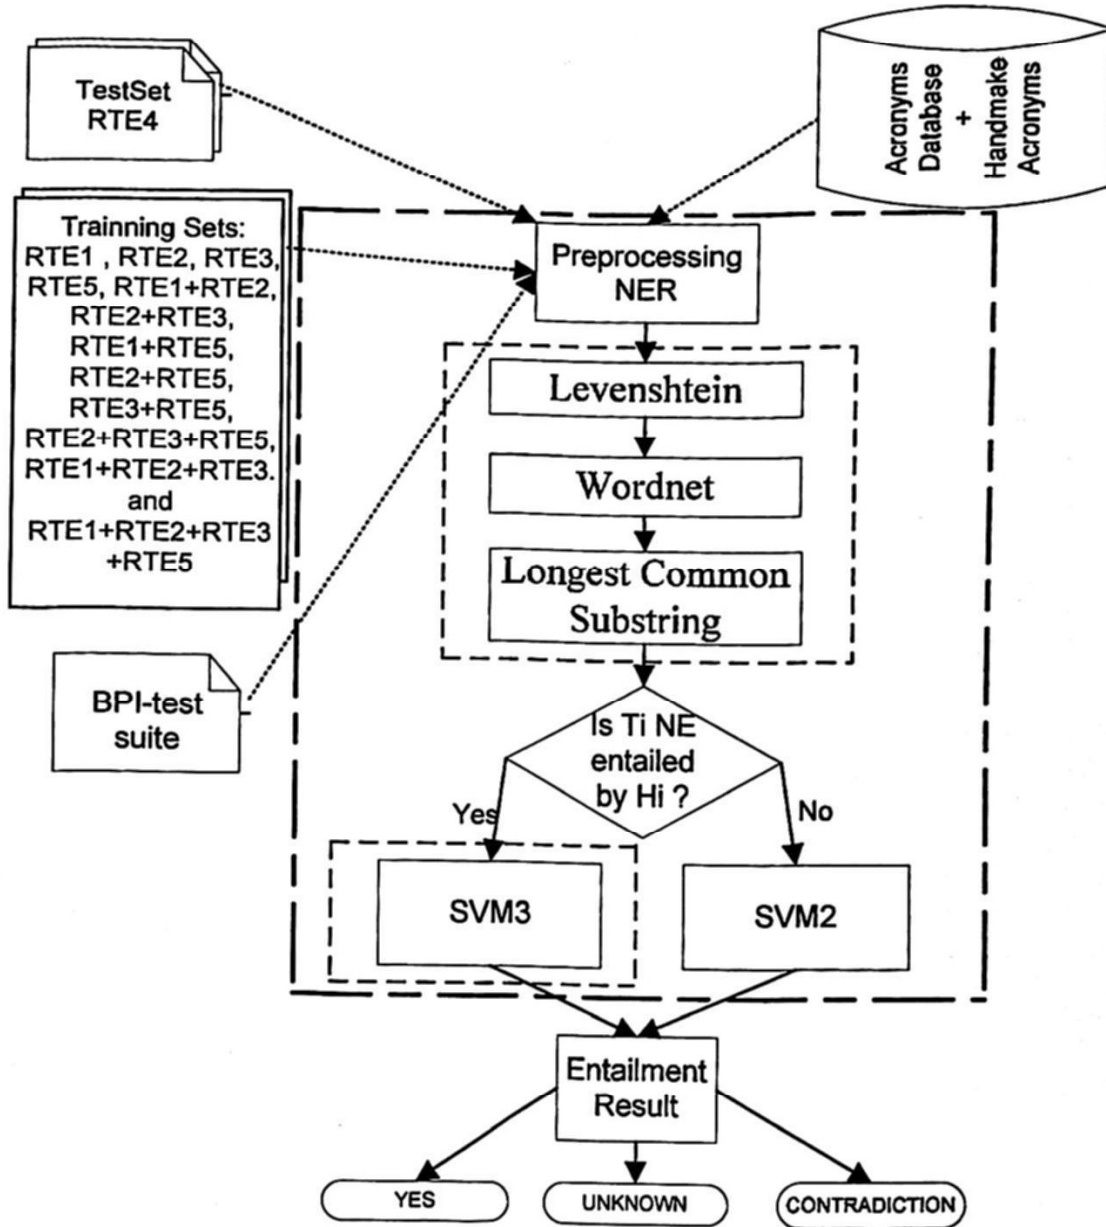 TestSet
RTE4
Acronyms
Database
+
Handmake
Acronyms
Trainning Sets:
RTE1 , RTE2, RTE3,
RTE5, RTE1+RTE2,
RTE2+RTE3,
RTE1+RTE5,
RTE2+RTE5,
RTE3+RTE5,
RTE2+RTE3+RTE5,
RTE1+RTE2+RTE3.
and
RTE1+RTE2+RTE3
+RTE5
BPI-test
suite
Preprocessing
NER
Levenshtein
Wordnet
Longest Common
Substring
Is Ti NE
entailed
by Hi ?
Yes
No
SVM3
SVM2
Entailment
Result
YES
UNKNOWN
CONTRADICTION